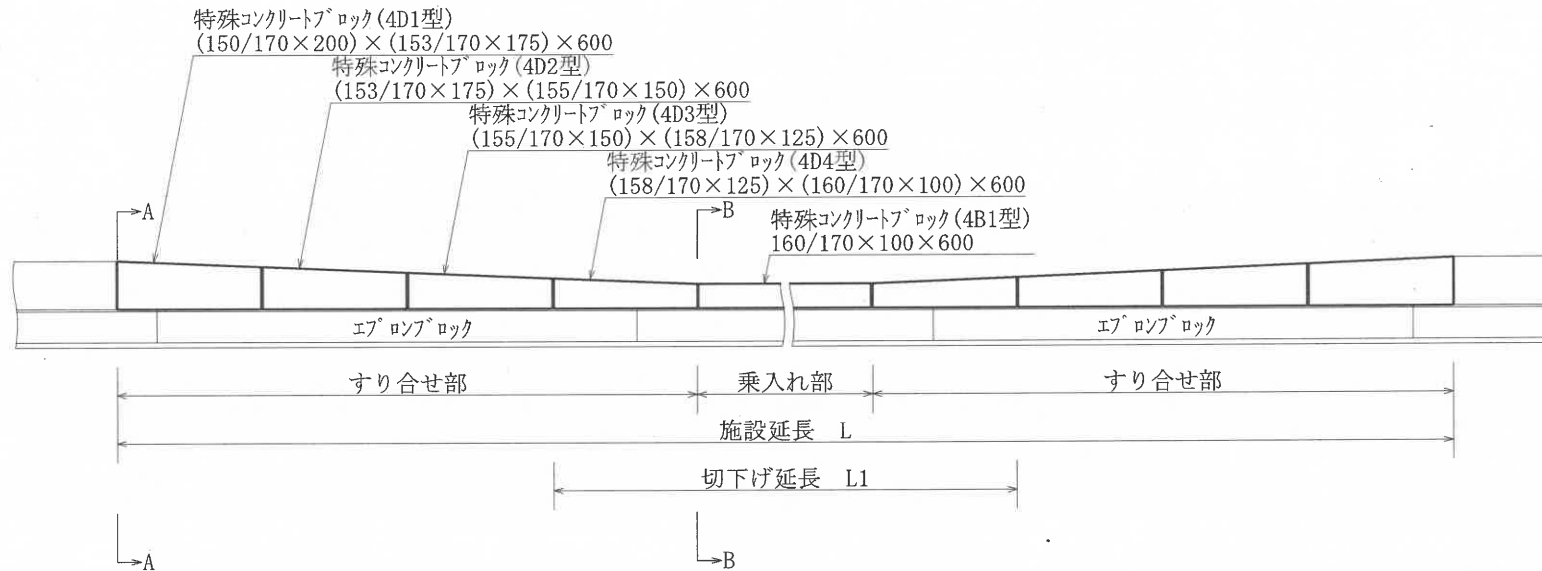 特殊コンクリートブロック(4D1型)
(150/170×200)×(153/170×175)×600
特殊コンクリートブロック(4D2型)
(153/170×175)×(155/170×150)×600
特殊コンクリートブロック(4D3型)
(155/170×150)×(158/170×125)×600
特殊コンクリートブロック(4D4型)
(158/170×125)×(160/170×100)×600
特殊コンクリートブロック(4B1型)
160/170×100×600
A
B
エプロンブロック
エプロンブロック
すり合せ部
乗入れ部
すり合せ部
施設延長 L
切下げ延長 L1
A
B